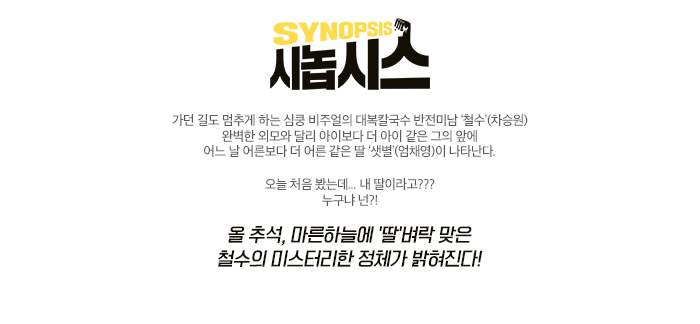 SYNOPSIS
시놉시스
가던 길도 멈추게 하는 심쿵 비주얼의 대복칼국수 반전미남 '철수'(차승원)
완벽한 외모와 달리 아이보다 더 아이 같은 그의 앞에
어느 날 어른보다 더 어른 같은 딸 '샛별'(엄채영)이 나타난다.
오늘 처음 봤는데... 내 딸이라고???
누구냐 넌?!
올 추석, 마른하늘에 '딸'벼락 맞은
철수의 미스터리한 정체가 밝혀진다!